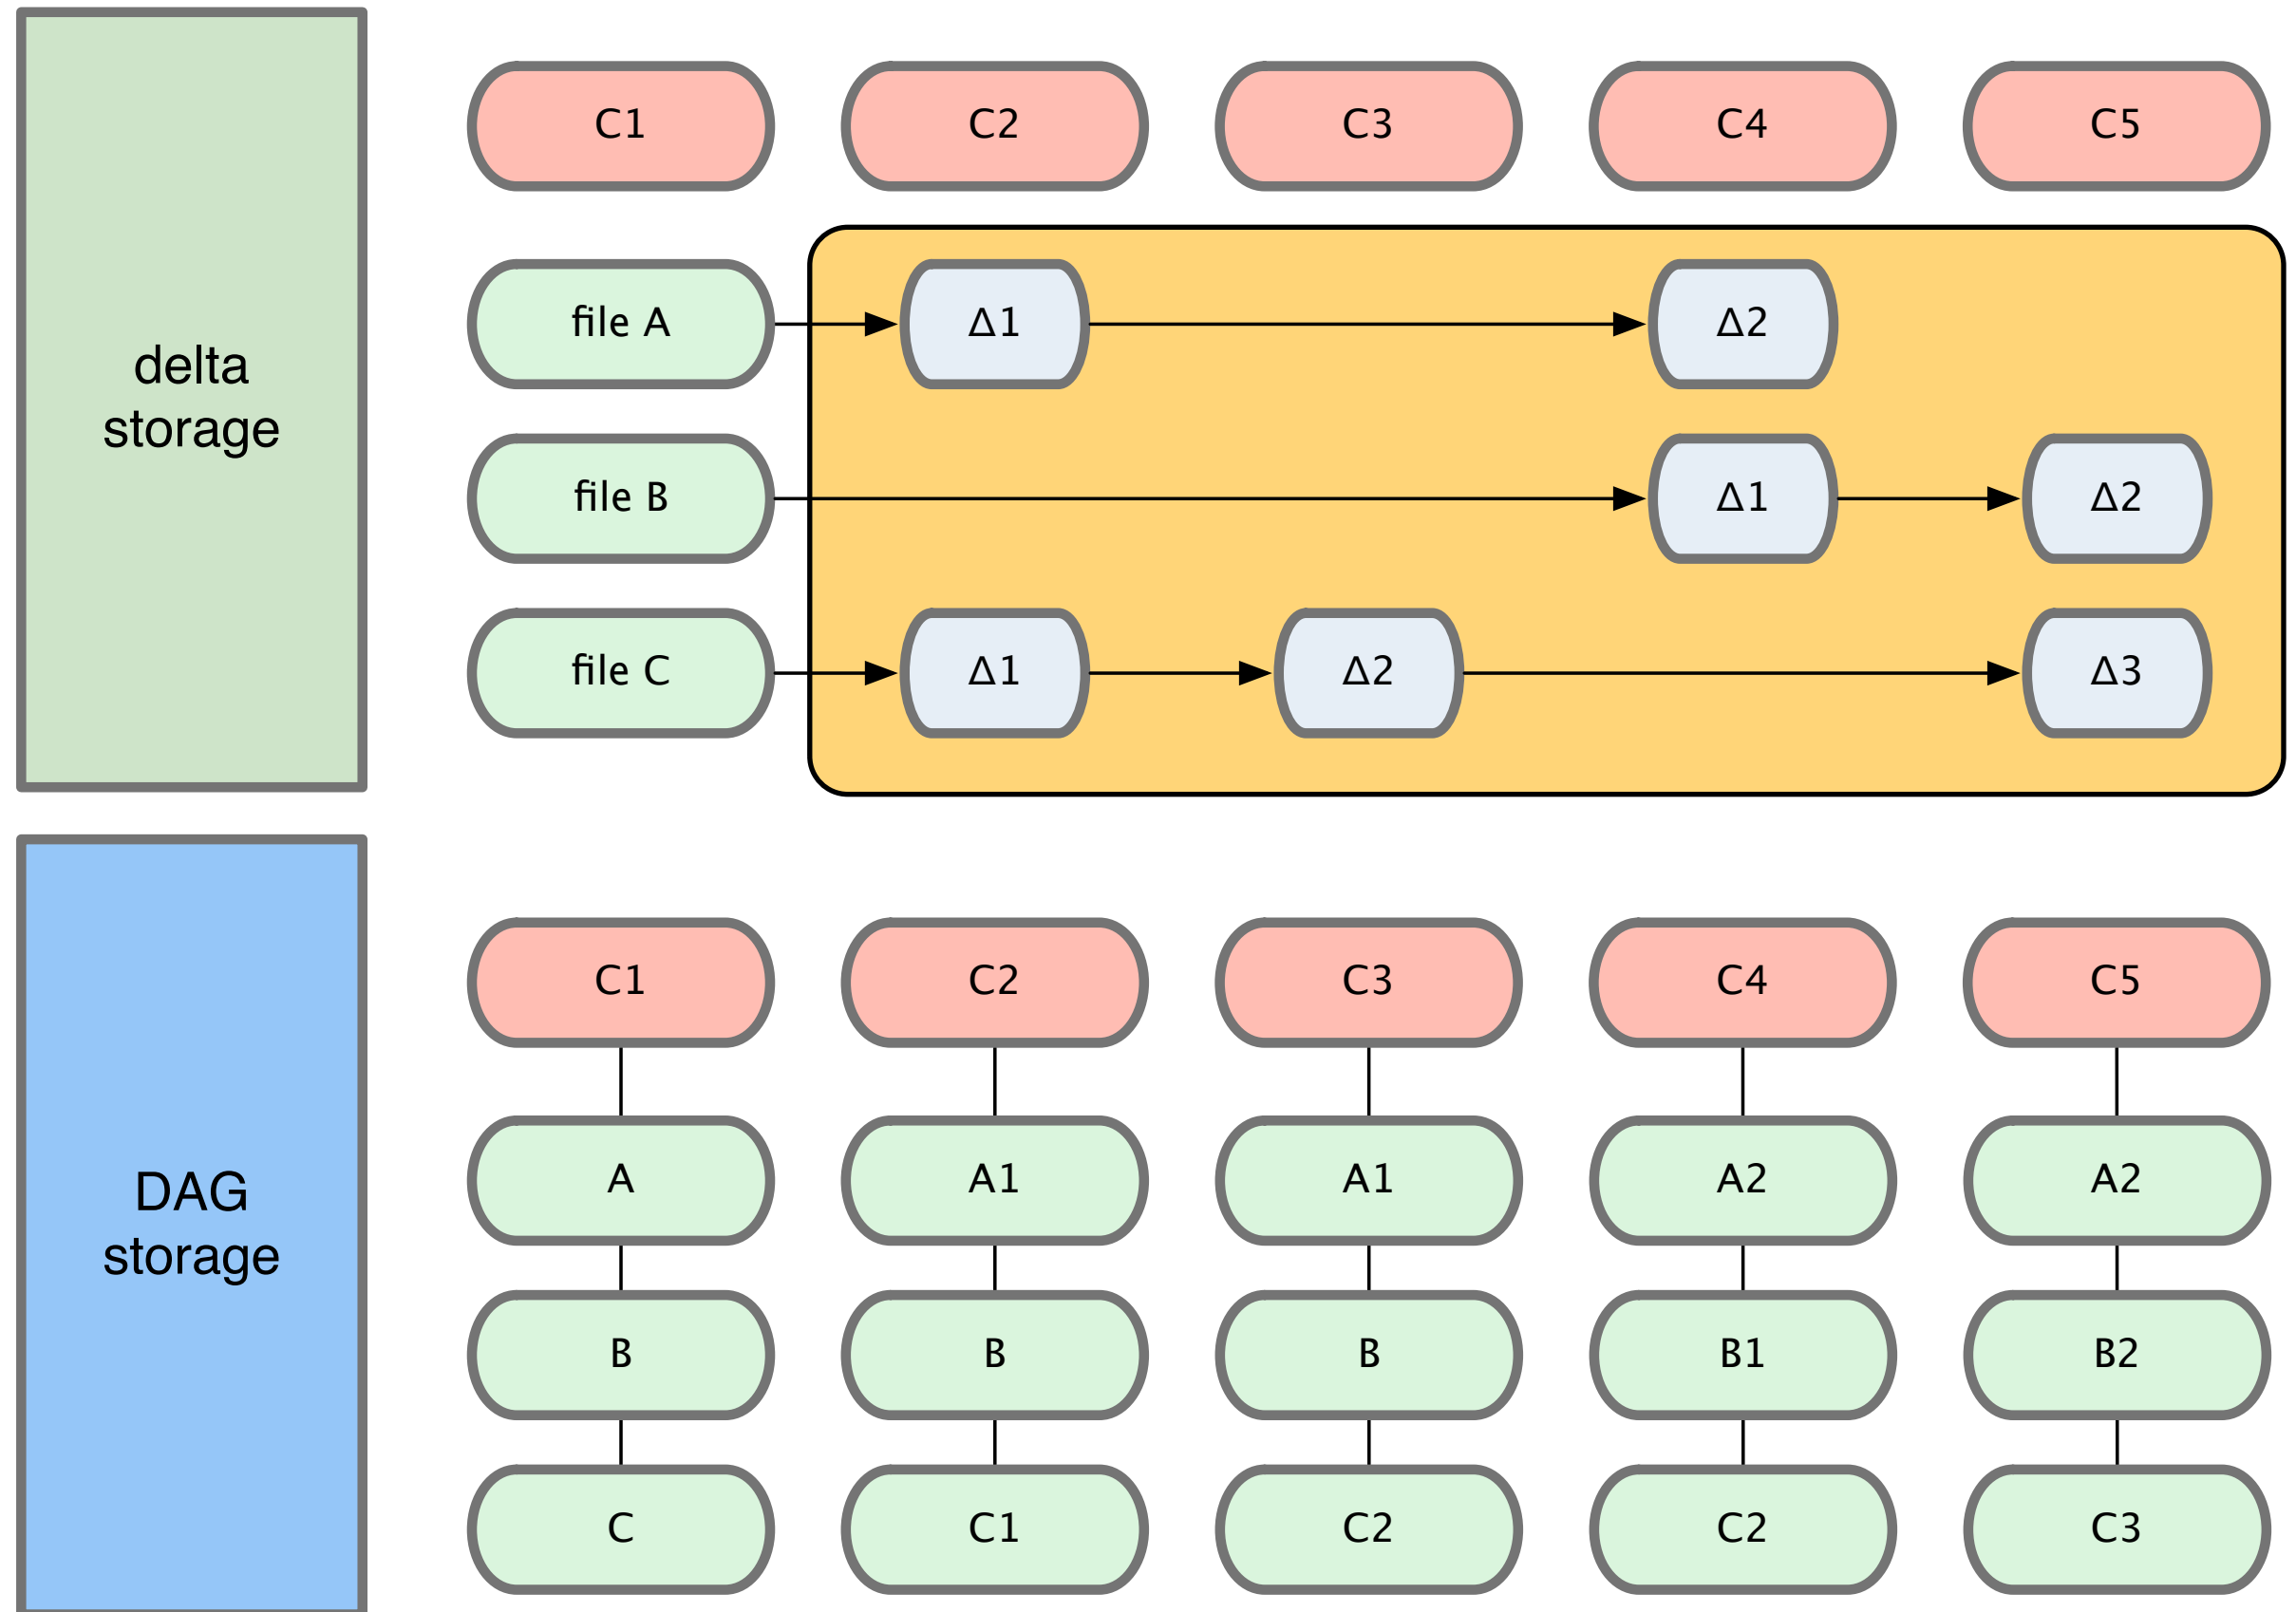 delta
storage
C1 C2 C3 C4 C5
file A Δ1 Δ2
file B Δ1 Δ2
file C Δ1 Δ2 Δ3
DAG
storage
C1 C2 C3 C4 C5
A A1 A1 A2 A2
B B B B1 B2
C C1 C2 C2 C3